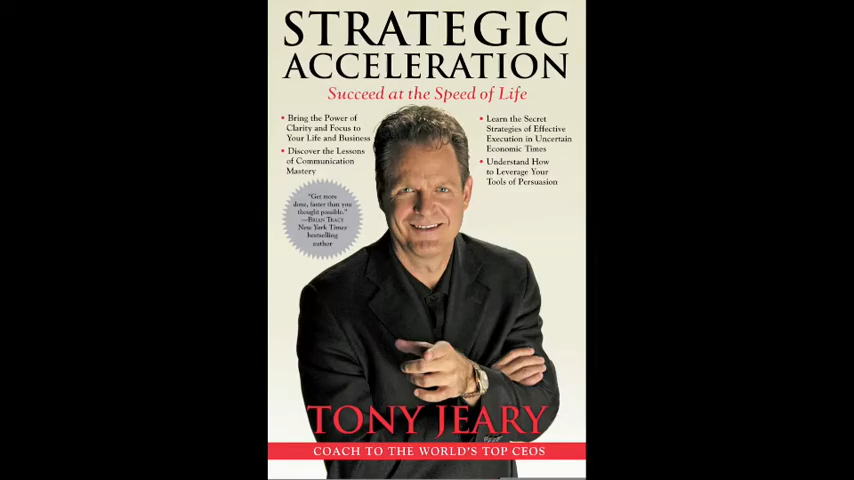 STRATEGIC
ACCELERATION
Succeed at the Speed of Life
• Bring the Power of
Clarity and Focus to
Your Life and Business
• Discover the Lessons
of Communication
Mastery
• Learn the Secret
Strategies of Effective
Execution in Uncertain
Economic Times
• Understand How
to Leverage Your
Tools of Persuasion
"Get more
done, faster than you
thought possible."
—BRIAN TRACY
New York Times
bestselling
author
TONY JEARY
COACH TO THE WORLD'S TOP CEOS